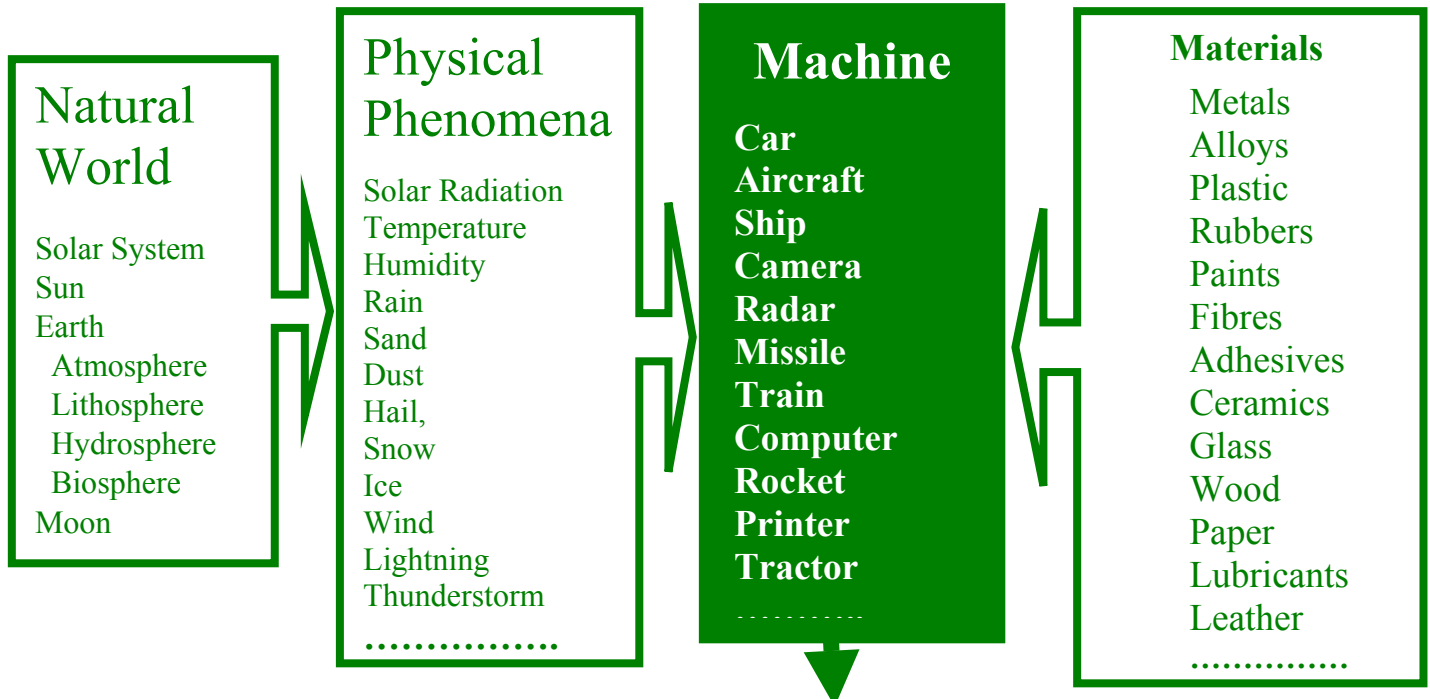 Natural
World
Solar System
Sun
Earth
Atmosphere
Lithosphere
Hydrosphere
Biosphere
Moon
Physical
Phenomena
Solar Radiation
Temperature
Humidity
Rain
Sand
Dust
Hail,
Snow
Ice
Wind
Lightning
Thunderstorm
.................
Machine
Car
Aircraft
Ship
Camera
Radar
Missile
Train
Computer
Rocket
Printer
Tractor
………..
Materials
Metals
Alloys
Plastic
Rubbers
Paints
Fibres
Adhesives
Ceramics
Glass
Wood
Paper
Lubricants
Leather
……………